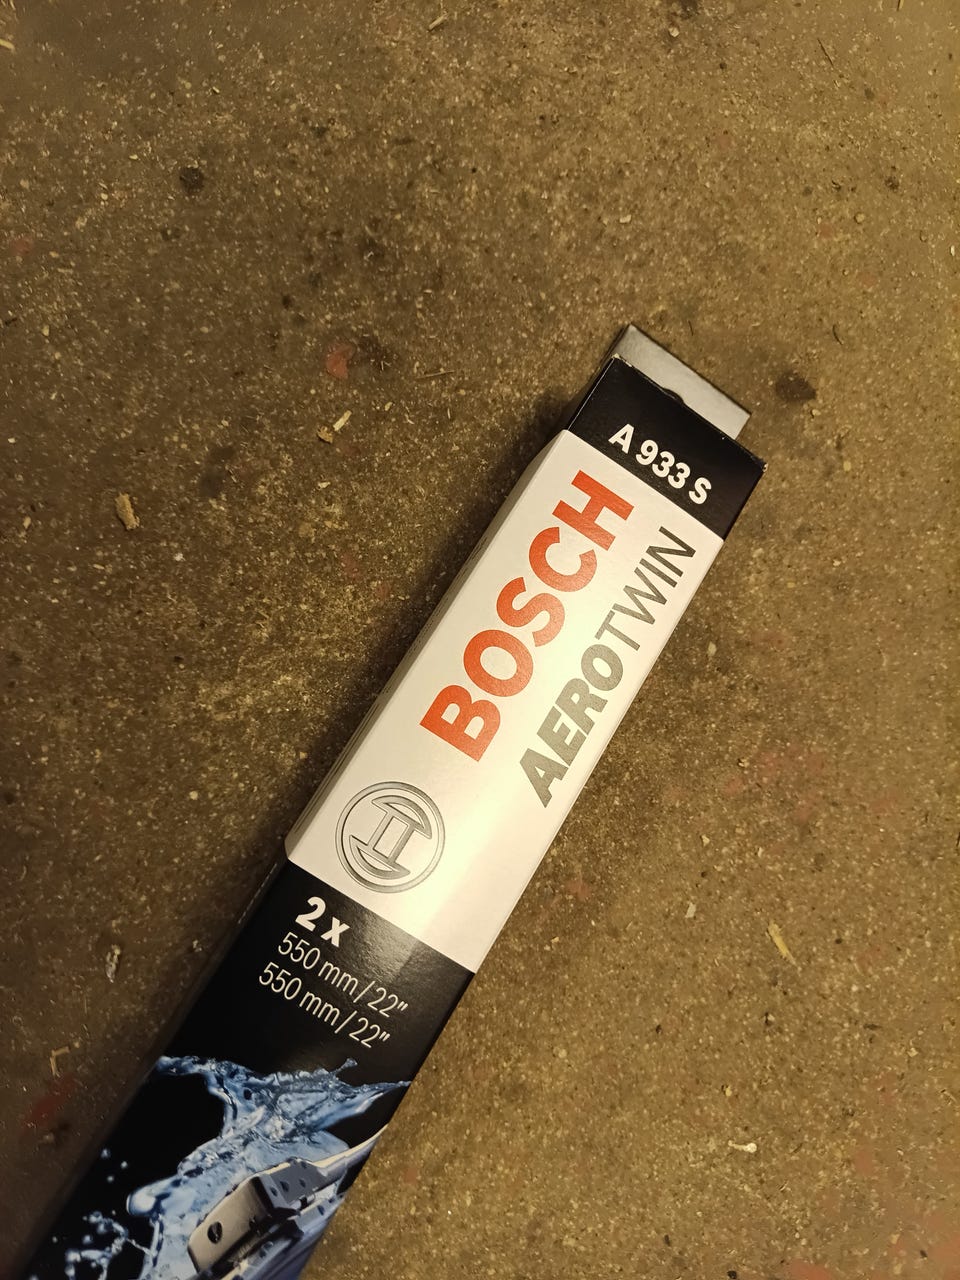 A 933 S
BOSCH
AEROTWIN
2 x
550 mm/22"
550 mm/22"